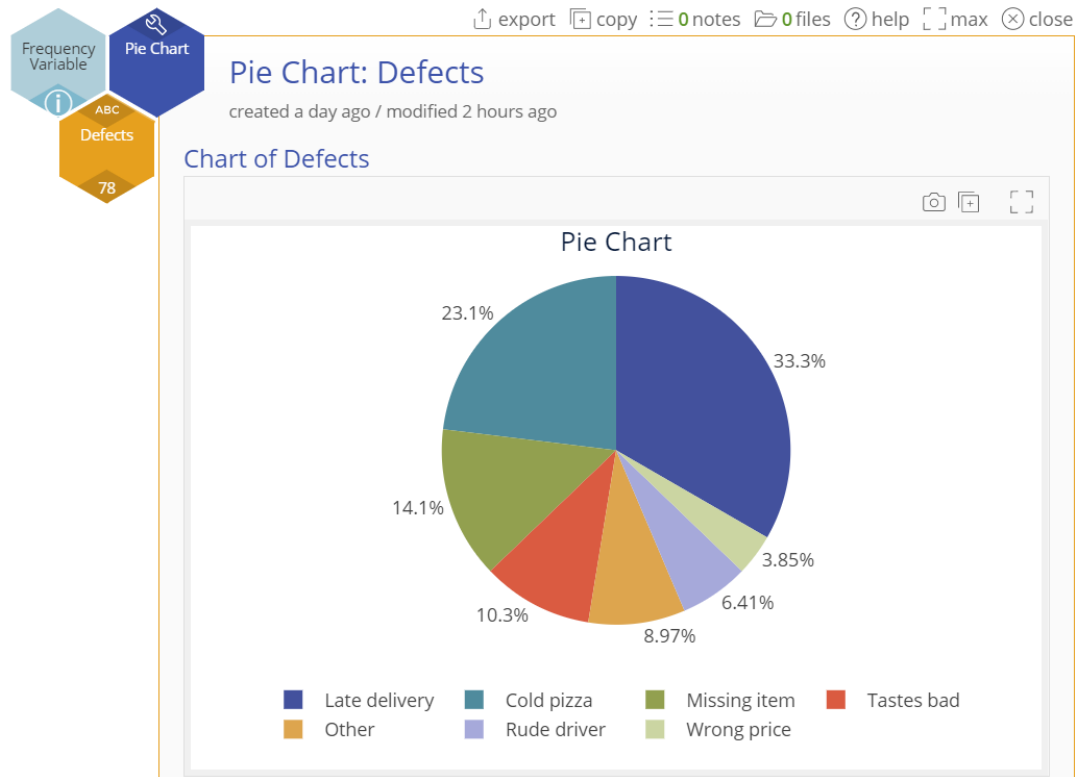 export copy 0 notes 0 files help max close
Frequency
Variable
Pie Chart
ABC
Defects
78
Pie Chart: Defects
created a day ago / modified 2 hours ago
Chart of Defects
Pie Chart
23.1%
33.3%
14.1%
3.85%
10.3%
6.41%
8.97%
Late delivery Cold pizza Missing item Tastes bad
Other Rude driver Wrong price